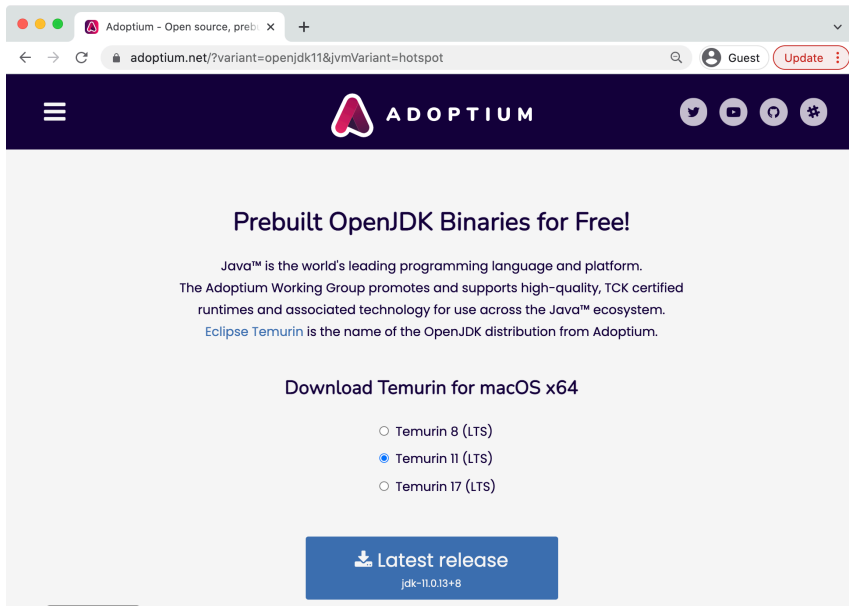 Adoptium - Open source, preb
adoptium.net/?variant=openjdk11&jvmVariant=hotspot
Guest
Update
ADOPTIUM
Prebuilt OpenJDK Binaries for Free!
Java™ is the world's leading programming language and platform.
The Adoptium Working Group promotes and supports high-quality, TCK certified
runtimes and associated technology for use across the Java™ ecosystem.
Eclipse Temurin is the name of the OpenJDK distribution from Adoptium.
Download Temurin for macOS x64
Temurin 8 (LTS)
Temurin 11 (LTS)
Temurin 17 (LTS)
Latest release
jdk-11.0.13+8